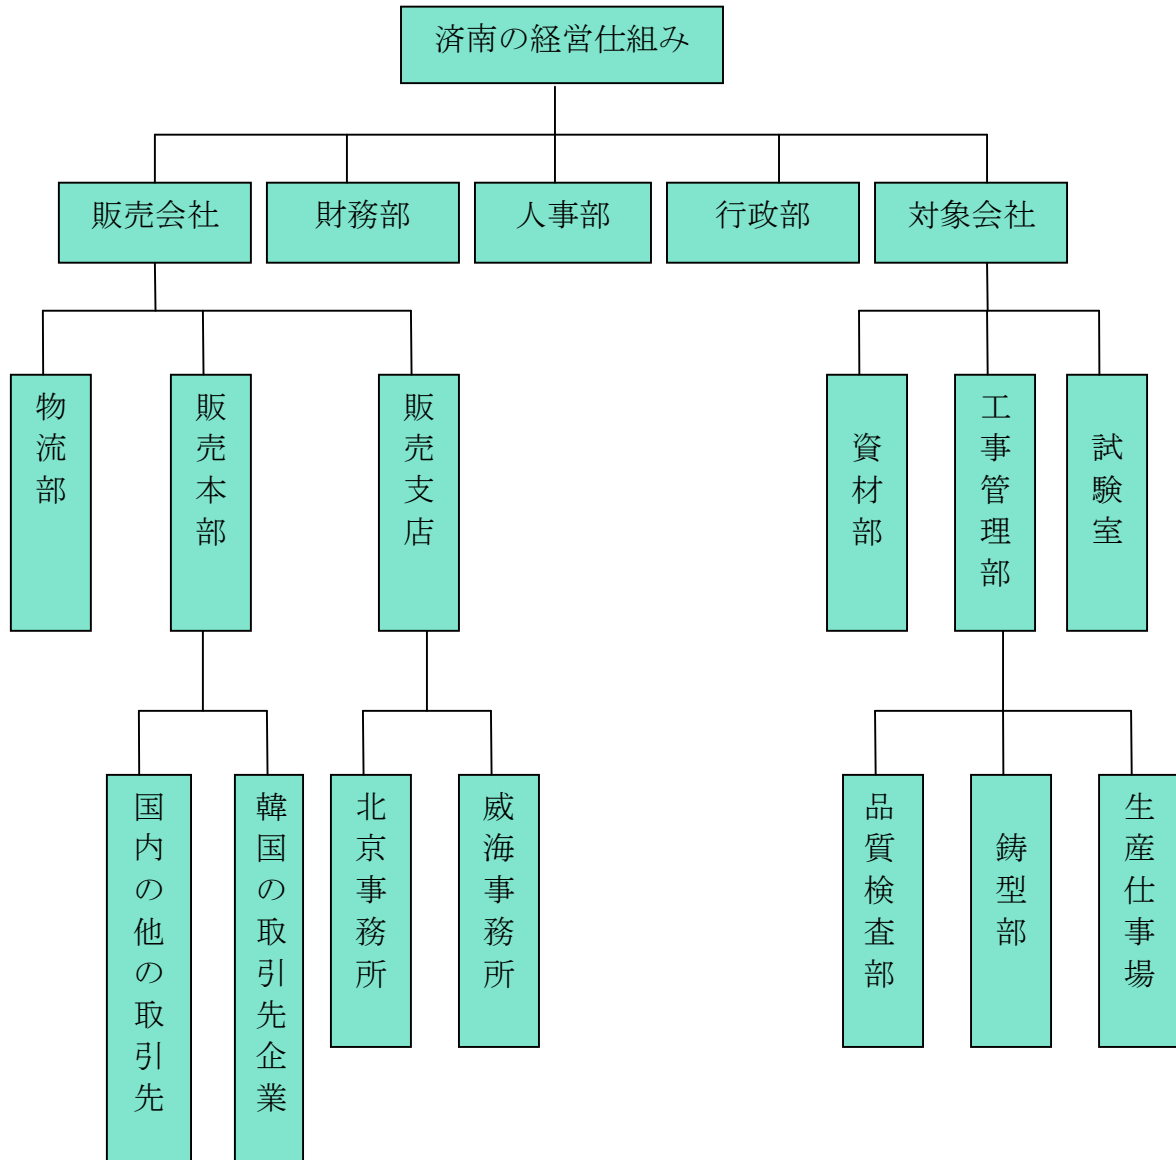 済南の経営仕組み
販売会社
財務部
人事部
行政部
対象会社
物流部
販売本部
販売支店
資材部
工事管理部
試験室
国内の他の取引先
韓国の取引先企業
北京事務所
威海事務所
品質検査部
鋳型部
生産仕事場